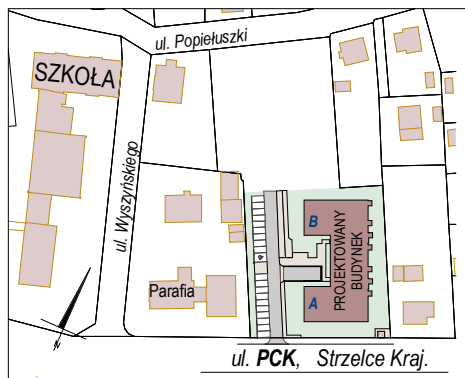 ul. Popiełuszki
SZKOŁA
ul. Wyszyńskiego
B
PROJEKTOWANY
BUDYNEK
A
Parafia
N
ul. PCK, Strzelce Kraj.